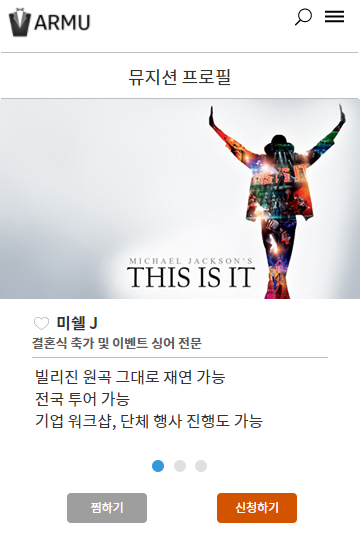 ARMU
뮤지션 프로필
MICHAEL JACKSON'S
THIS IS IT
미쉘 J
결혼식 축가 및 이벤트 싱어 전문
빌리진 원곡 그대로 재연 가능
전국 투어 가능
기업 워크샵, 단체 행사 진행도 가능
찜하기
신청하기